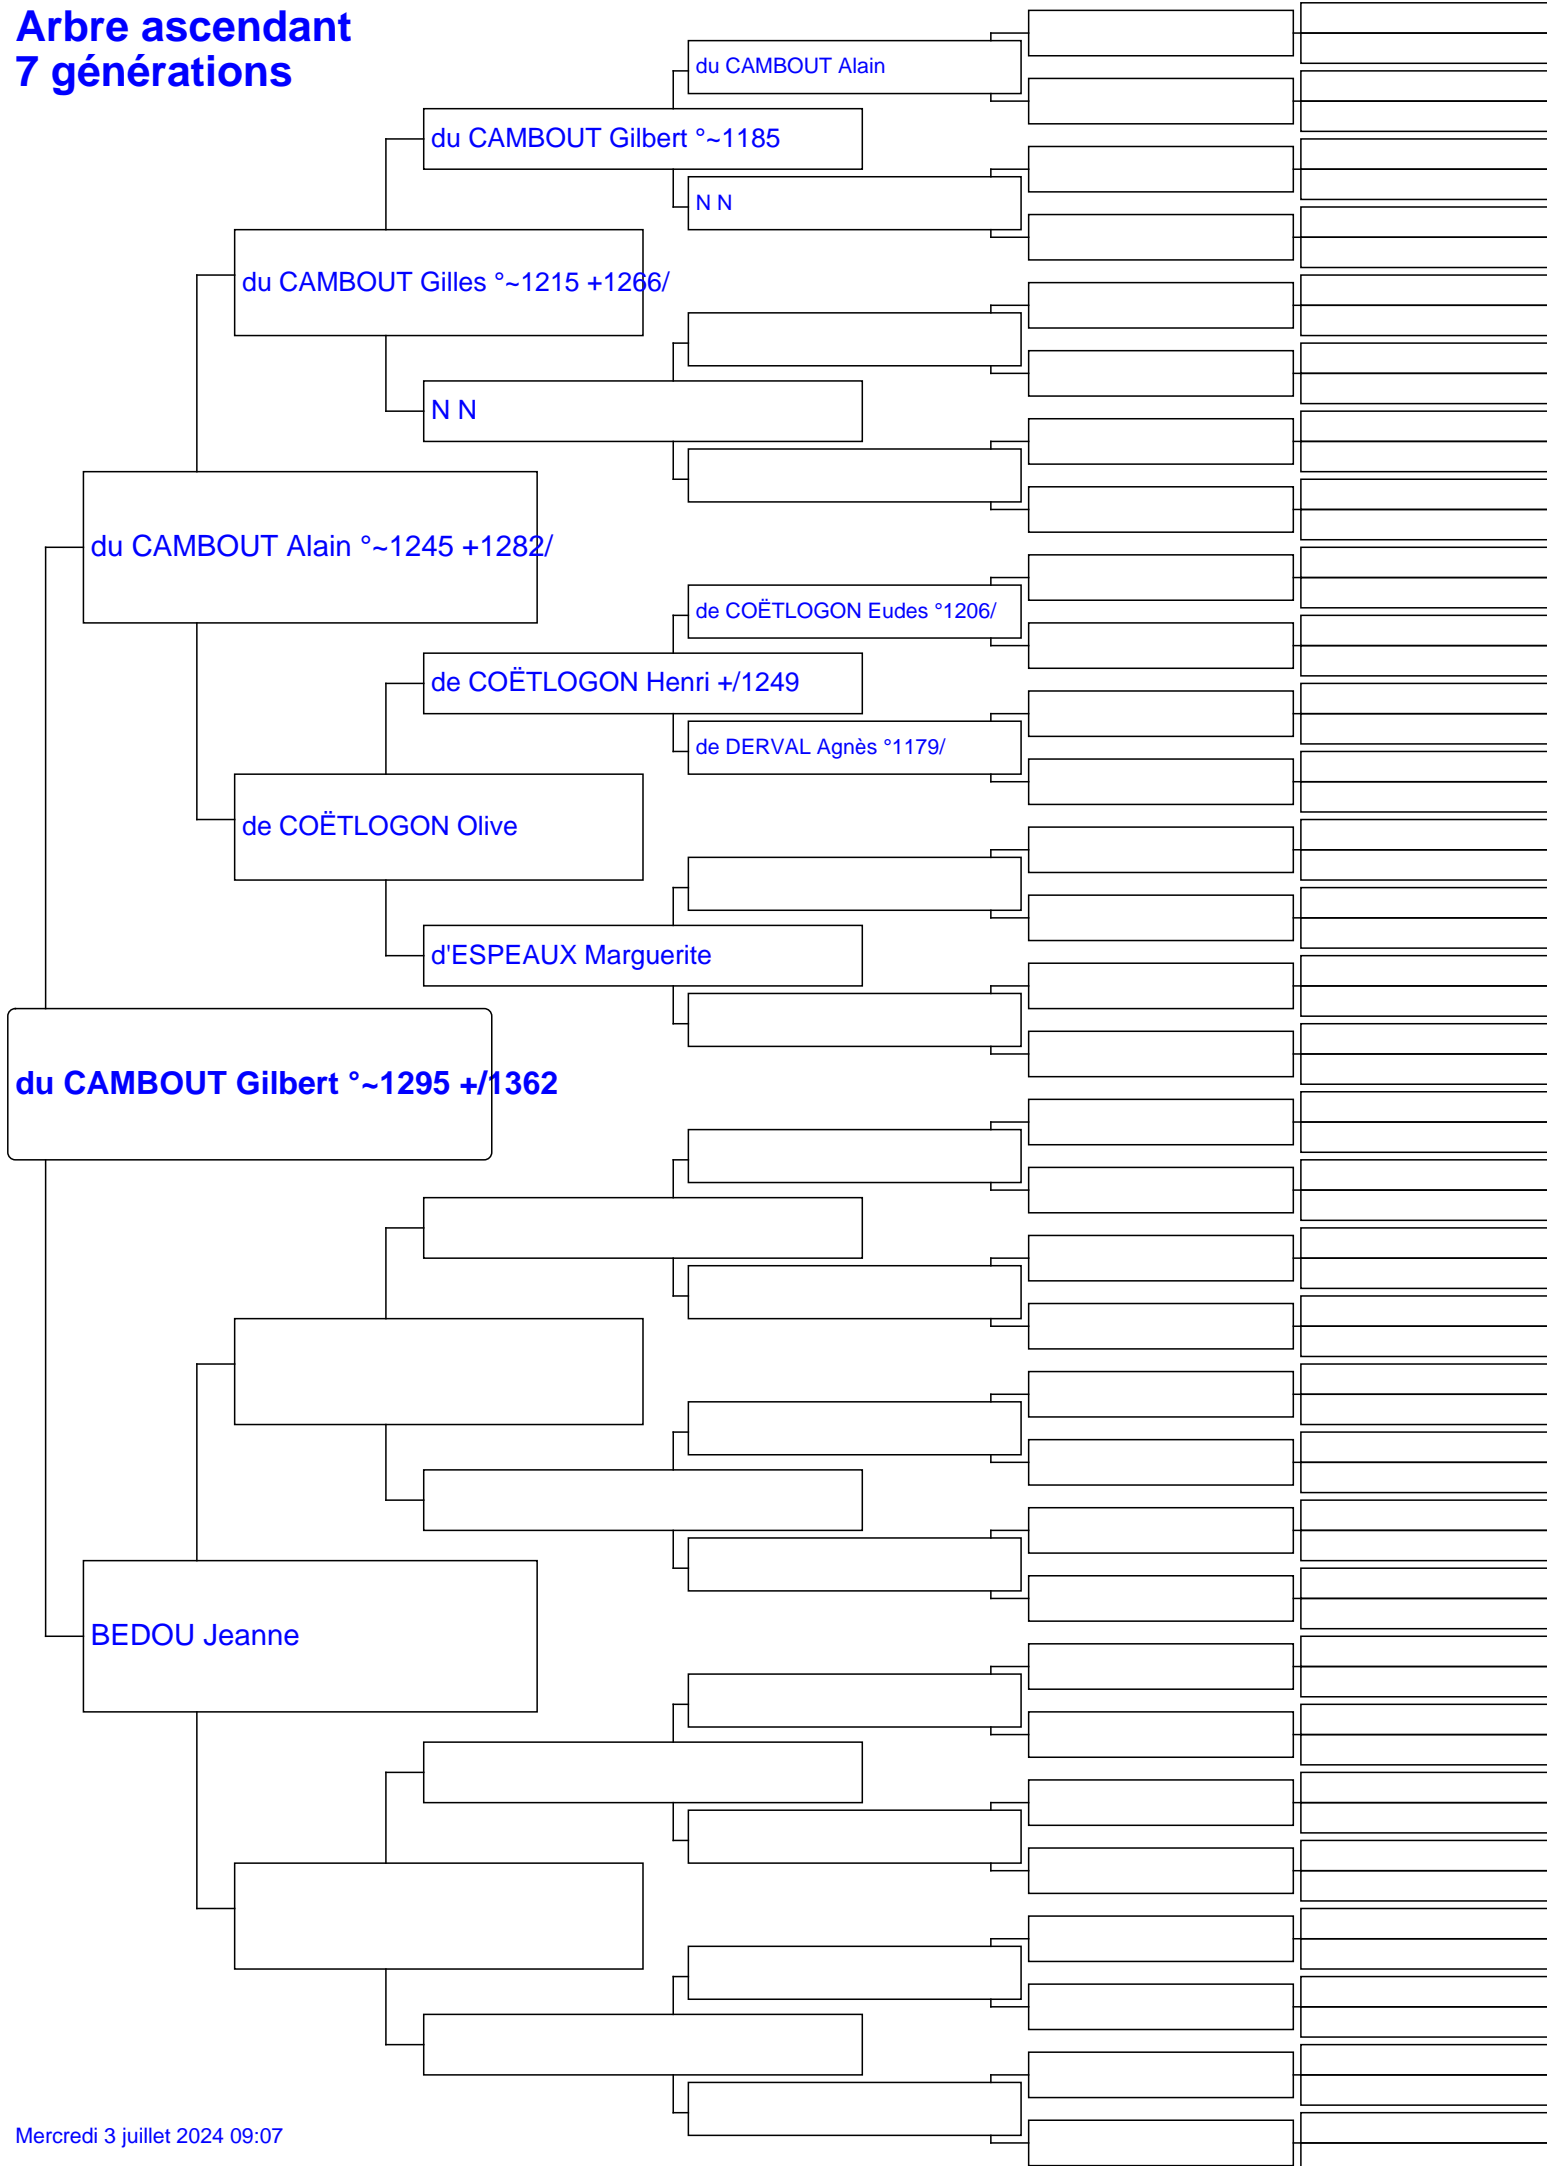 Arbre ascendant
7 générations
du CAMBOUT Alain
du CAMBOUT Gilbert °~1185
N N
du CAMBOUT Gilles °~1215 +1266/
N N
du CAMBOUT Alain °~1245 +1282/
de COËTLOGON Eudes °1206/
de COËTLOGON Henri +/1249
de DERVAL Agnès °1179/
de COËTLOGON Olive
d'ESPEAUX Marguerite
du CAMBOUT Gilbert °~1295 +/1362
BEDOU Jeanne
Mercredi 3 juillet 2024 09:07